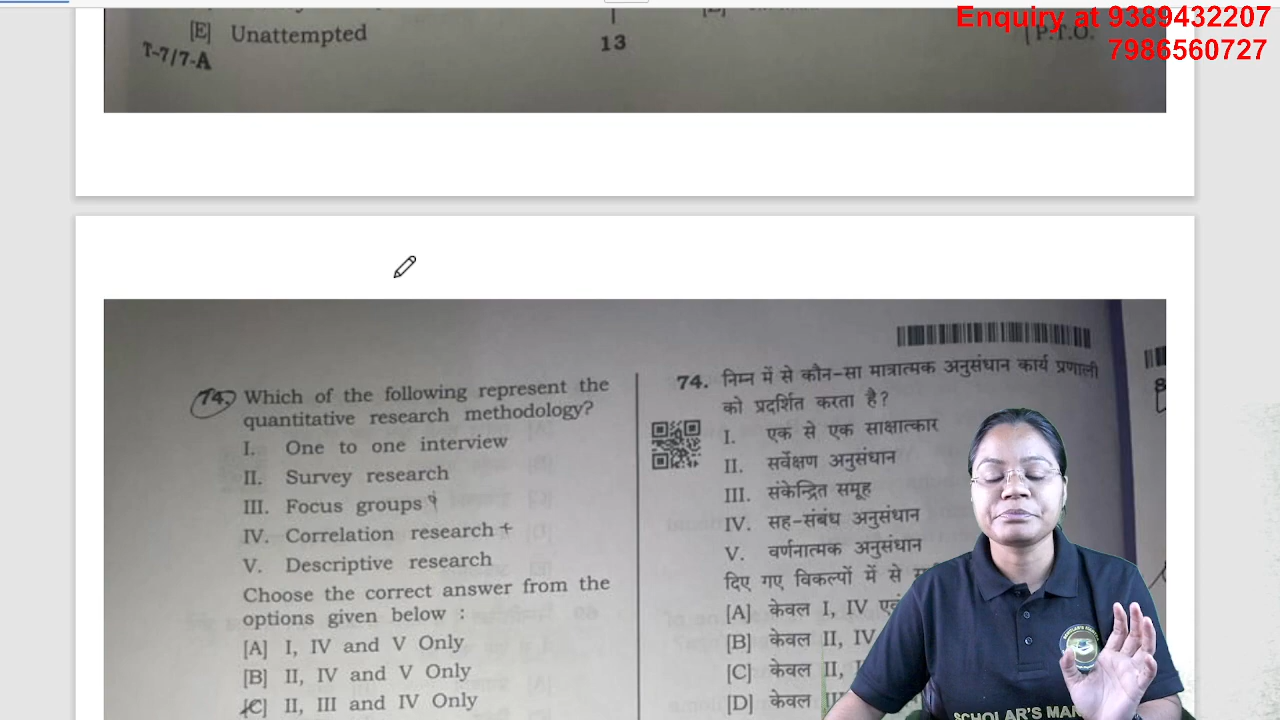 Enquiry at 9389432207
7986560727
[E] Unattempted
13
P.T.O.
T-7/7-A
74. Which of the following represent the
quantitative research methodology?
I. One to one interview
II. Survey research
III. Focus groups
IV. Correlation research +
V. Descriptive research
Choose the correct answer from the
options given below :
[A] I, IV and V Only
[B] II, IV and V Only
[C] II, III and IV Only
74. निम्न में से कौन-सा मात्रात्मक अनुसंधान कार्य प्रणाली
को प्रदर्शित करता है?
I. एक से एक साक्षात्कार
II. सर्वेक्षण अनुसंधान
III. संकेन्द्रित समूह
IV. सह-संबंध अनुसंधान
V. वर्णनात्मक अनुसंधान
दिए गए विकल्पों में से
[A] केवल I, IV एवं
[B] केवल II, IV
[C] केवल II,
[D] केवल
SCHOLAR'S